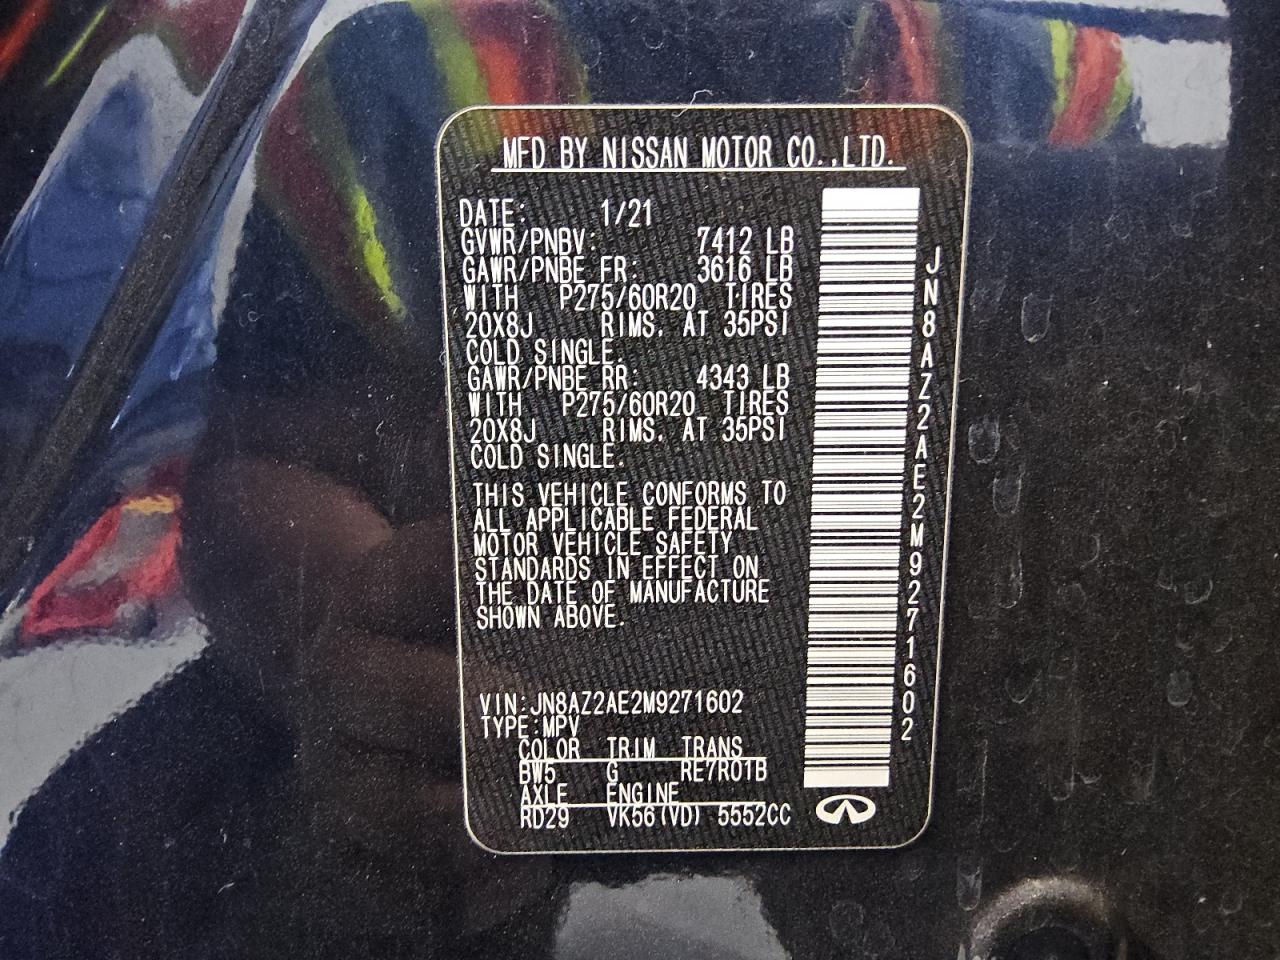 MFD BY NISSAN MOTOR CO.,LTD.
DATE: 1/21
GVWR/PNBV: 7412 LB
GAWR/PNBE FR: 3616 LB
WITH P275/60R20 TIRES
20X8J RIMS. AT 35PSI
COLD SINGLE.
GAWR/PNBE RR: 4343 LB
WITH P275/60R20 TIRES
20X8J RIMS. AT 35PSI
COLD SINGLE.
THIS VEHICLE CONFORMS TO
ALL APPLICABLE FEDERAL
MOTOR VEHICLE SAFETY
STANDARDS IN EFFECT ON
THE DATE OF MANUFACTURE
SHOWN ABOVE.
VIN:JN8AZ2AE2M9271602
TYPE:MPV
COLOR TRIM TRANS
BW5 G RE7R01B
AXLE ENGINE
RD29 VK56(VD) 5552CC
JN8AZ2AE2M9271602